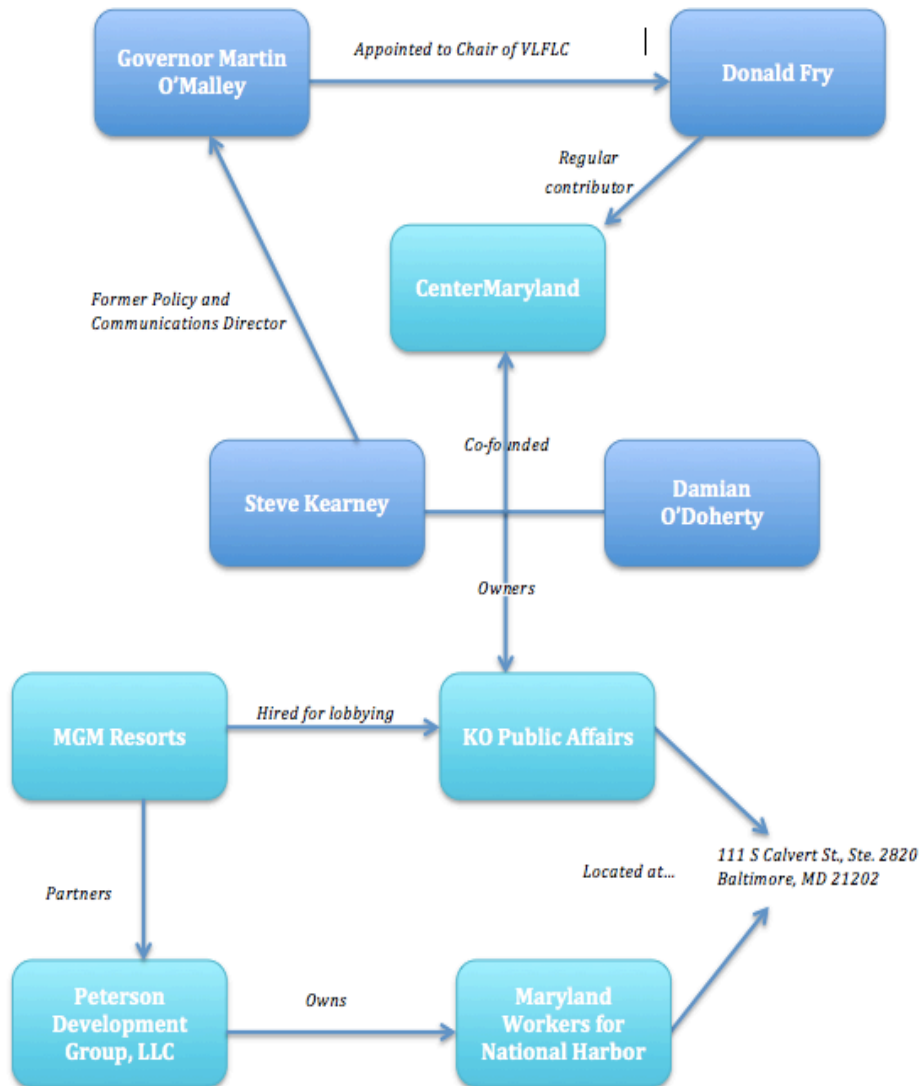 Governor Martin
O'Malley
Appointed to Chair of VLFLC
Donald Fry
Regular
contributor
CenterMaryland
Former Policy and
Communications Director
Co-founded
Steve Kearney
Damian
O'Doherty
Owners
MGM Resorts
Hired for lobbying
KO Public Affairs
Located at...
111 S Calvert St., Ste. 2820
Baltimore, MD 21202
Partners
Peterson
Development
Group, LLC
Owns
Maryland
Workers for
National Harbor